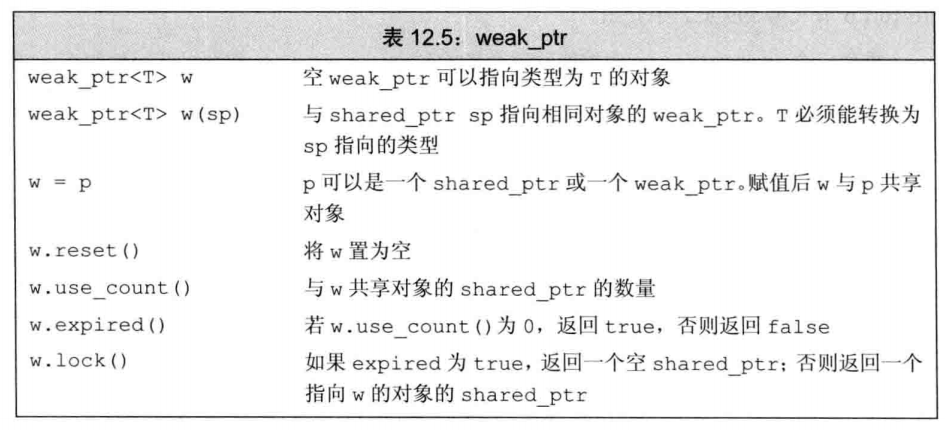 表 12.5：weak_ptr
weak_ptr<T> w 空 weak_ptr 可以指向类型为 T 的对象
weak_ptr<T> w(sp) 与 shared_ptr sp 指向相同对象的 weak_ptr。T 必须能转换为
sp 指向的类型
w = p p 可以是一个 shared_ptr 或一个 weak_ptr。赋值后 w 与 p 共享
对象
w.reset() 将 w 置为空
w.use_count() 与 w 共享对象的 shared_ptr 的数量
w.expired() 若 w.use_count() 为 0，返回 true，否则返回 false
w.lock() 如果 expired 为 true，返回一个空 shared_ptr；否则返回一个
指向 w 的对象的 shared_ptr